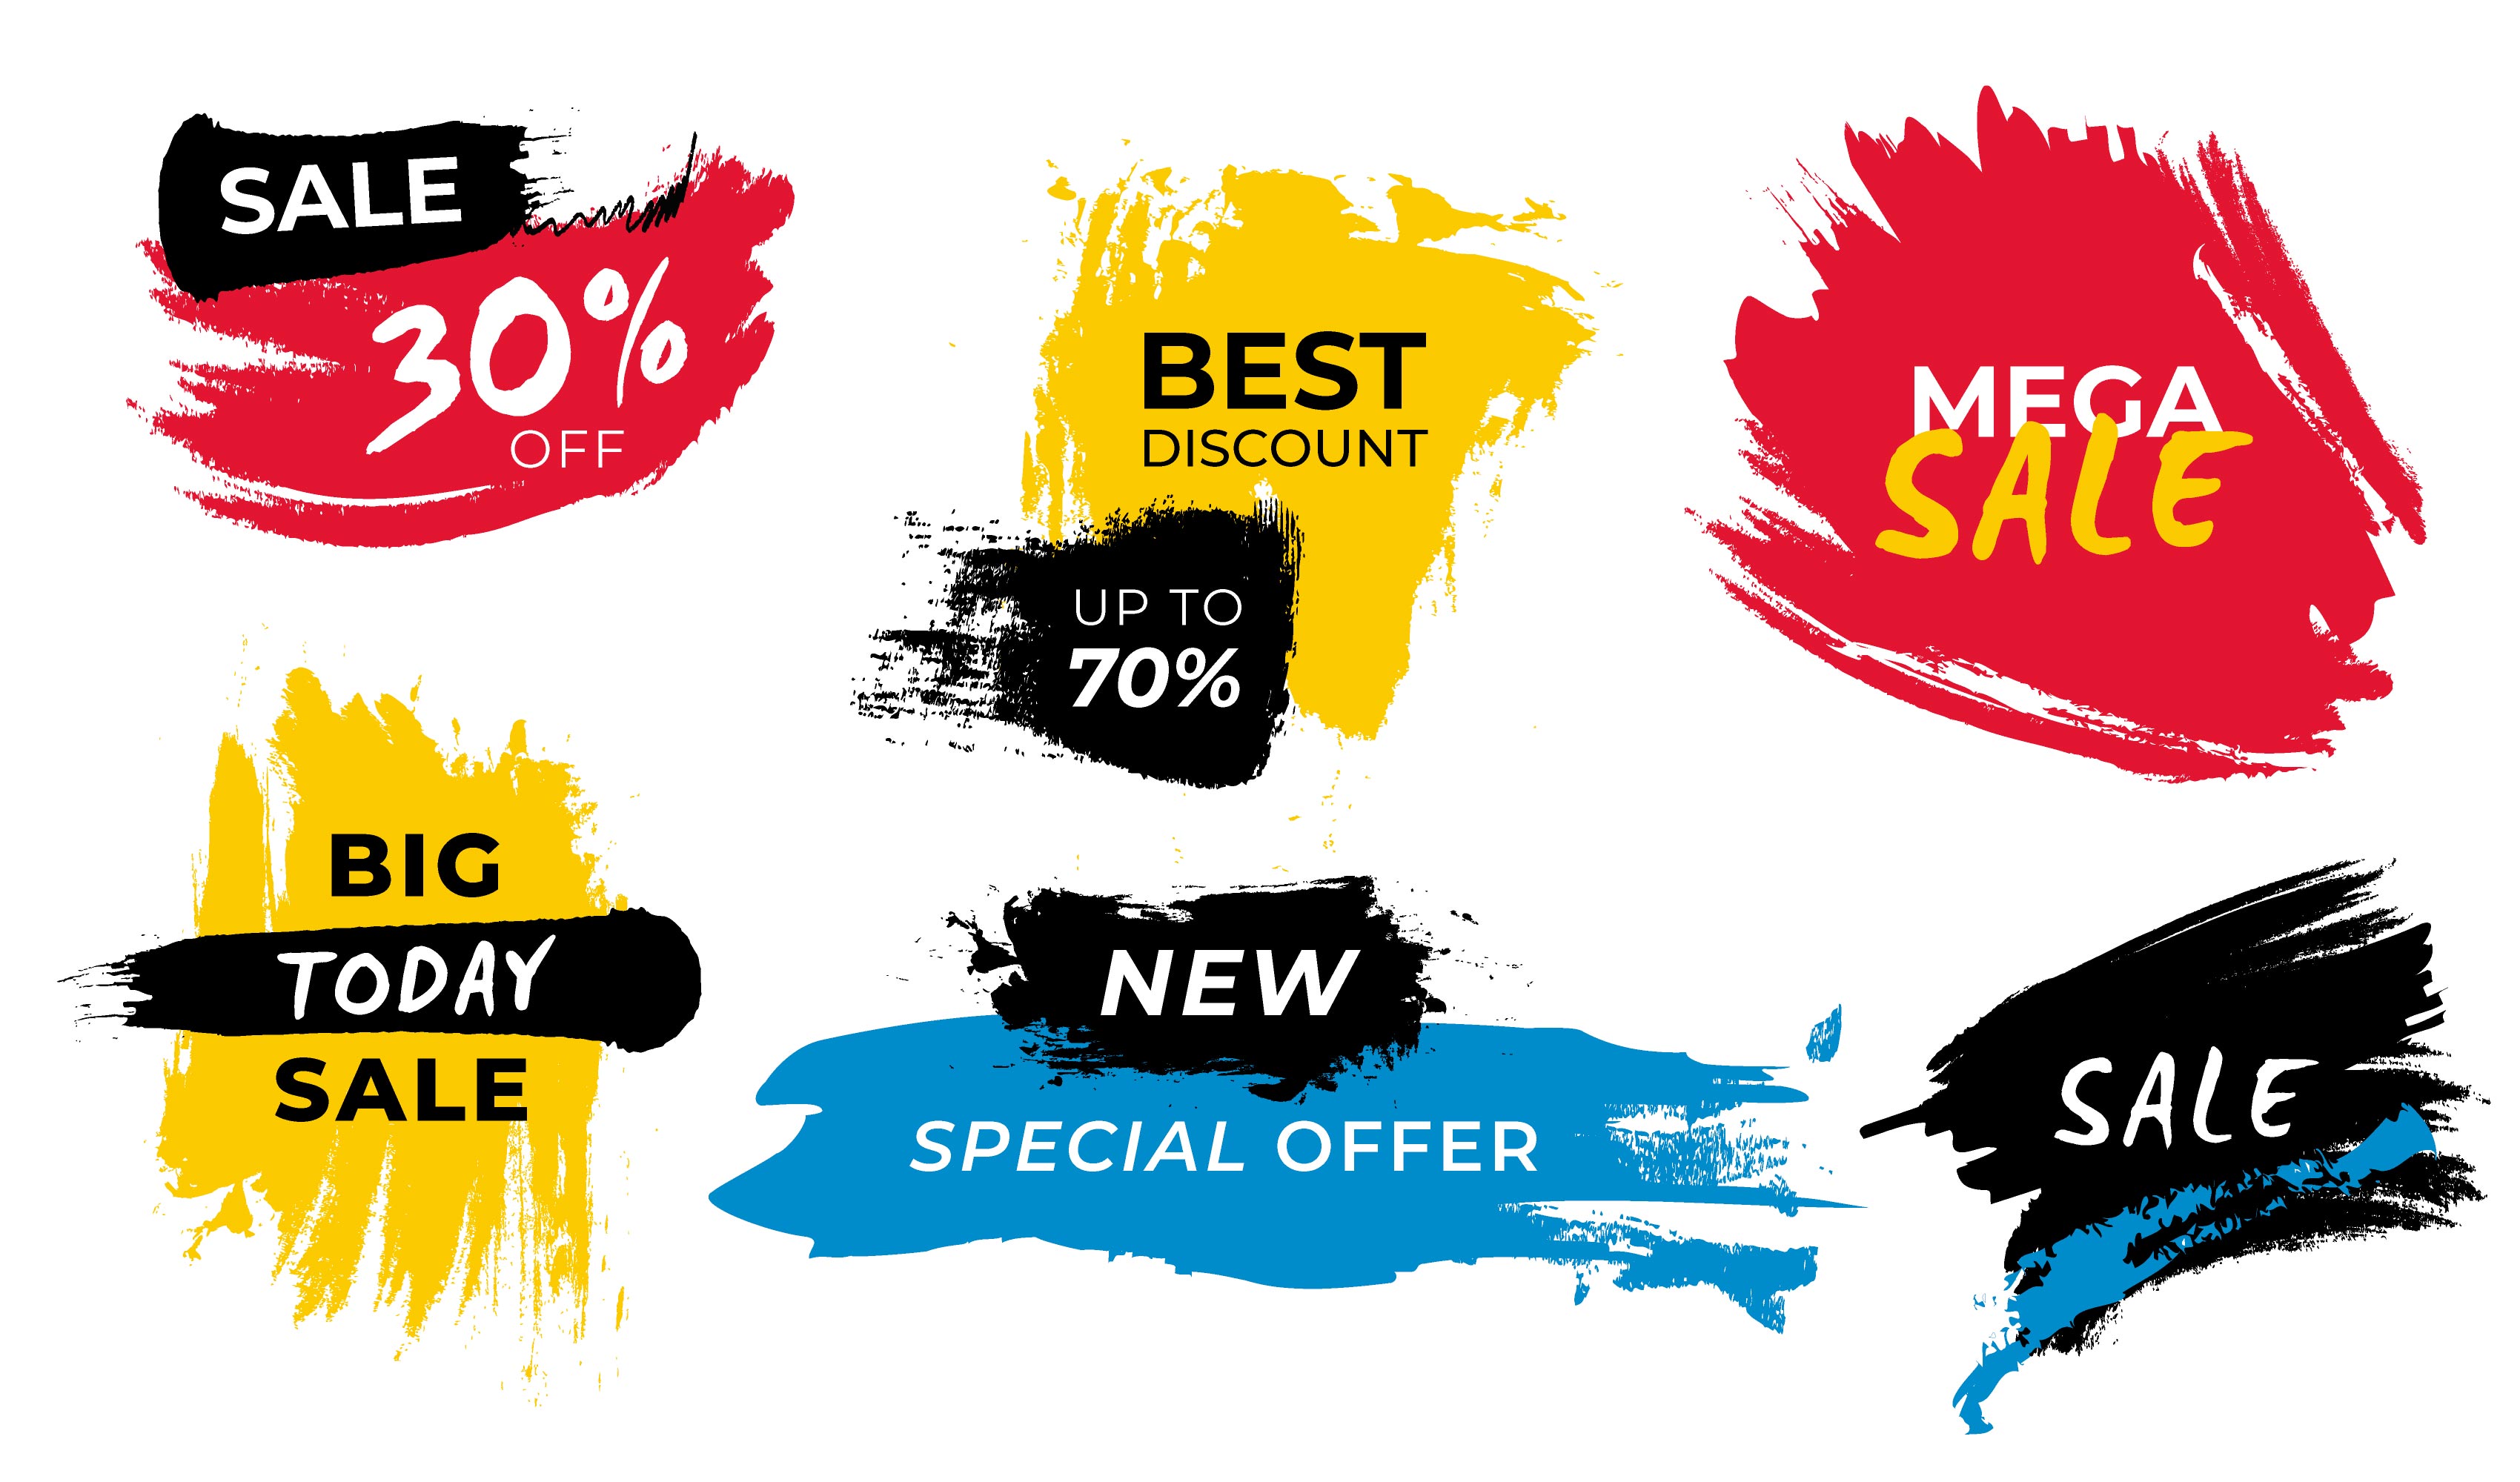 SALE
30%
OFF
BEST
DISCOUNT
UP TO
70%
MEGA
SALE
BIG
TODAY
SALE
NEW
SPECIAL OFFER
SALE